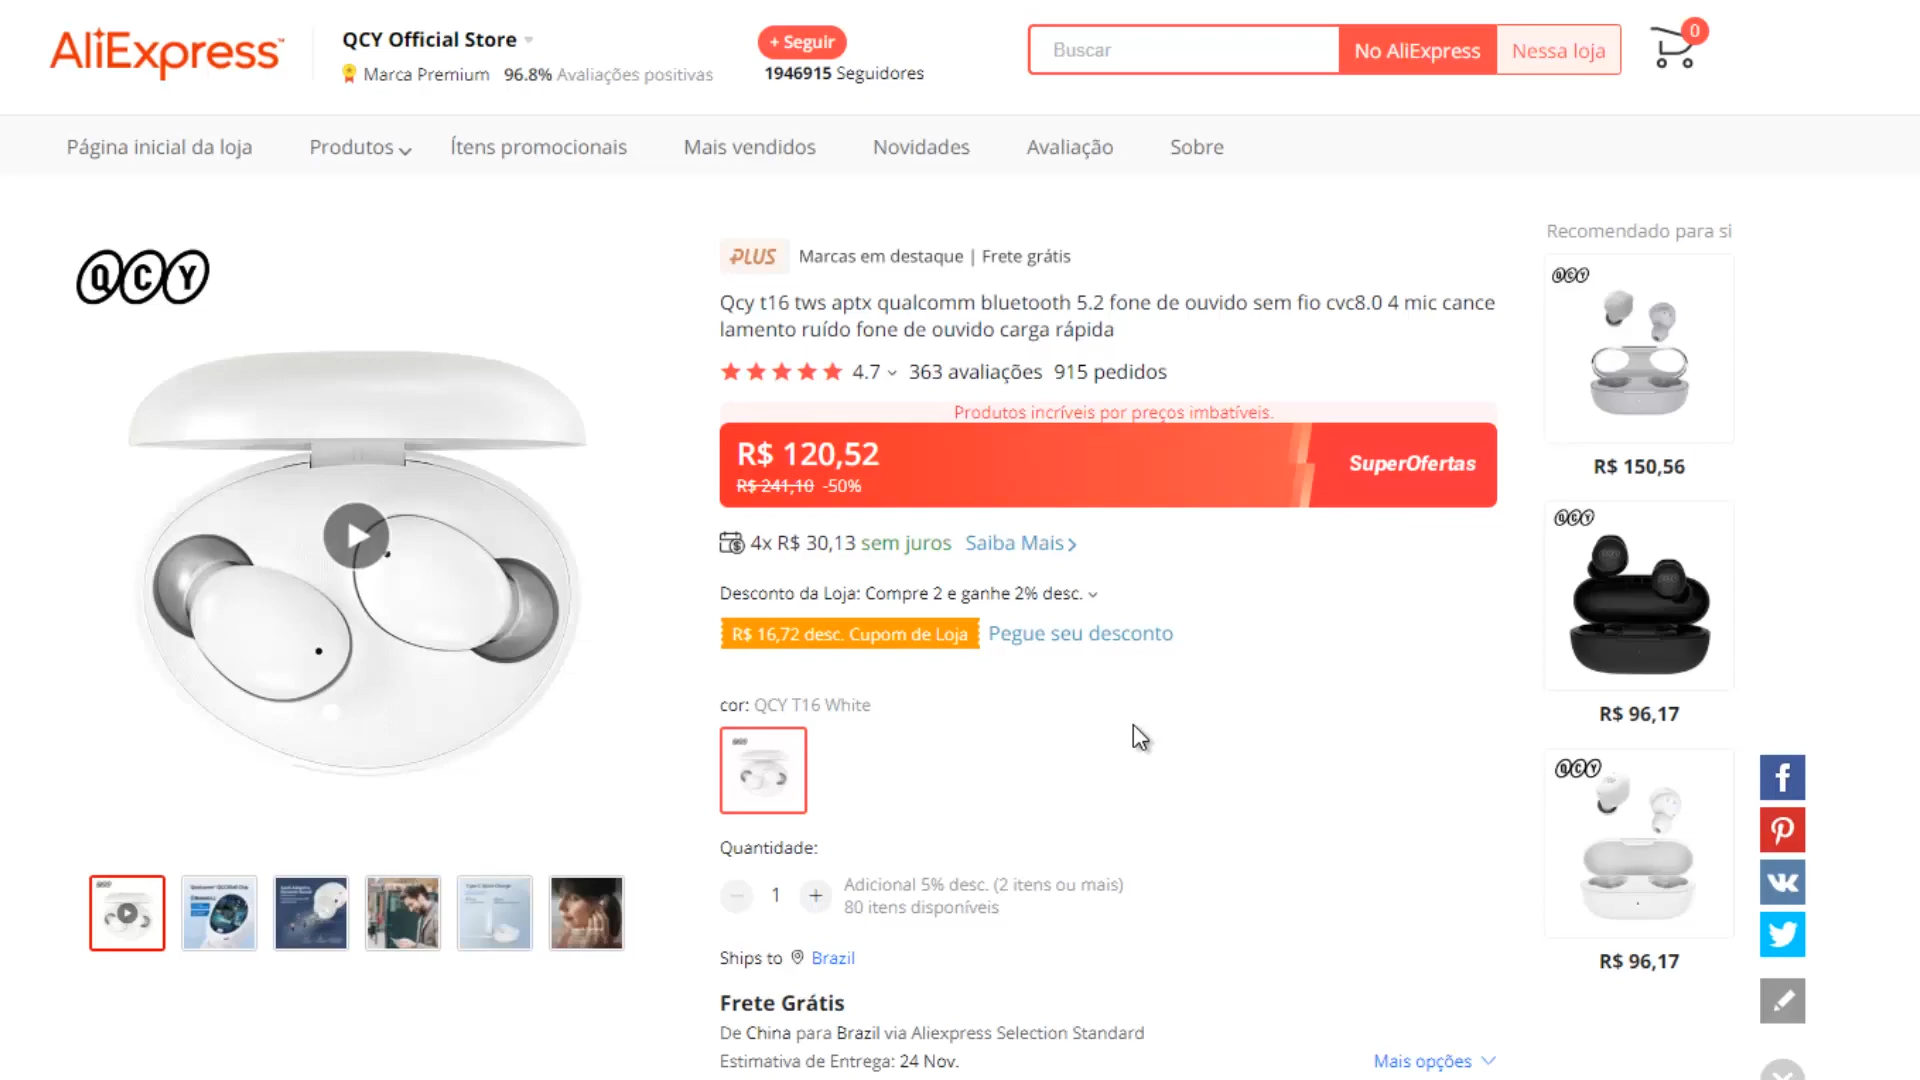 AliExpress
QCY Official Store
Marca Premium 96.8% Avaliações positivas
+ Seguir
1946915 Seguidores
Buscar
No AliExpress
Nessa loja
0
Página inicial da loja
Produtos
Ítens promocionais
Mais vendidos
Novidades
Avaliação
Sobre
QCY
PLUS Marcas em destaque | Frete grátis
Qcy t16 tws aptx qualcomm bluetooth 5.2 fone de ouvido sem fio cvc8.0 4 mic cance
lamento ruído fone de ouvido carga rápida
4.7 363 avaliações 915 pedidos
Produtos incríveis por preços imbatíveis.
R$ 120,52
R$ 241,10 -50%
SuperOfertas
4x R$ 30,13 sem juros Saiba Mais
Desconto da Loja: Compre 2 e ganhe 2% desc.
R$ 16,72 desc. Cupom de Loja Pegue seu desconto
cor: QCY T16 White
QCY
Quantidade:
1
Adicional 5% desc. (2 itens ou mais)
80 itens disponíveis
Ships to Brazil
Frete Grátis
De China para Brazil via Aliexpress Selection Standard
Estimativa de Entrega: 24 Nov.
Mais opções
Recomendado para si
QCY
R$ 150,56
QCY
R$ 96,17
QCY
R$ 96,17